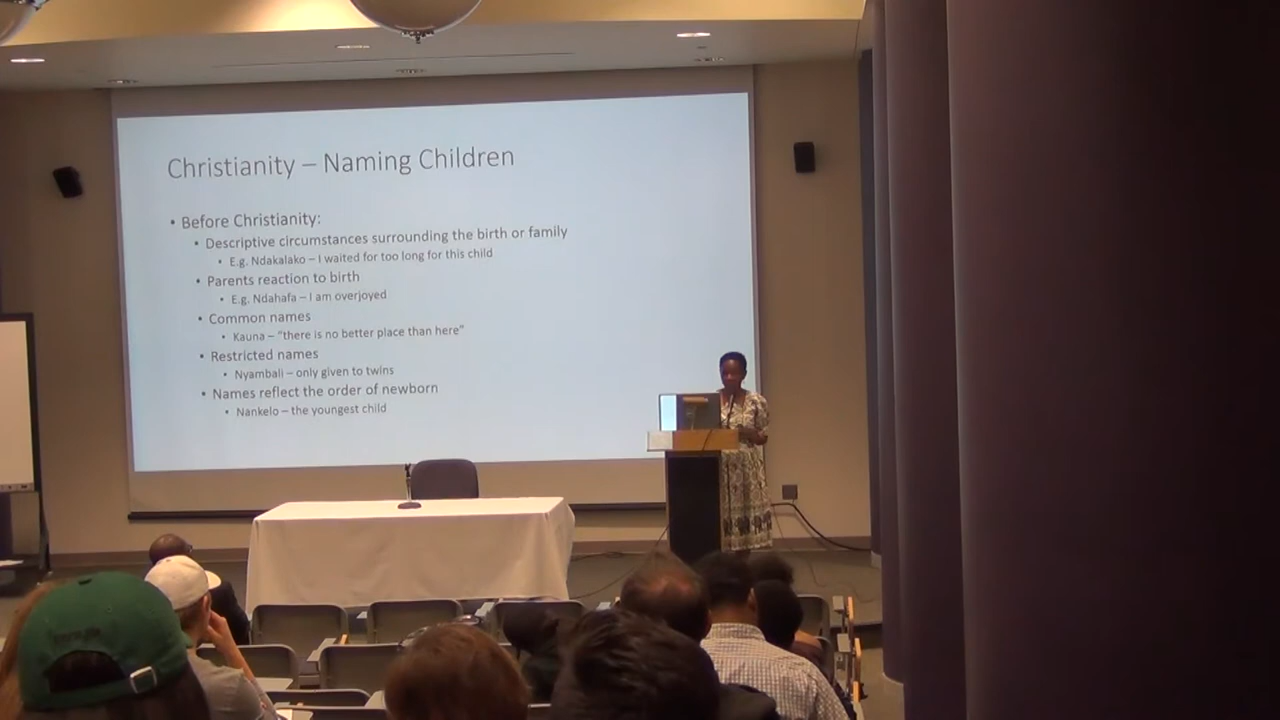 Christianity – Naming Children
• Before Christianity:
• Descriptive circumstances surrounding the birth or family
• E.g. Ndakalako – I waited for too long for this child
• Parents reaction to birth
• E.g. Ndahafa – I am overjoyed
• Common names
• Kauna – "there is no better place than here"
• Restricted names
• Nyambali – only given to twins
• Names reflect the order of newborn
• Nankelo – the youngest child